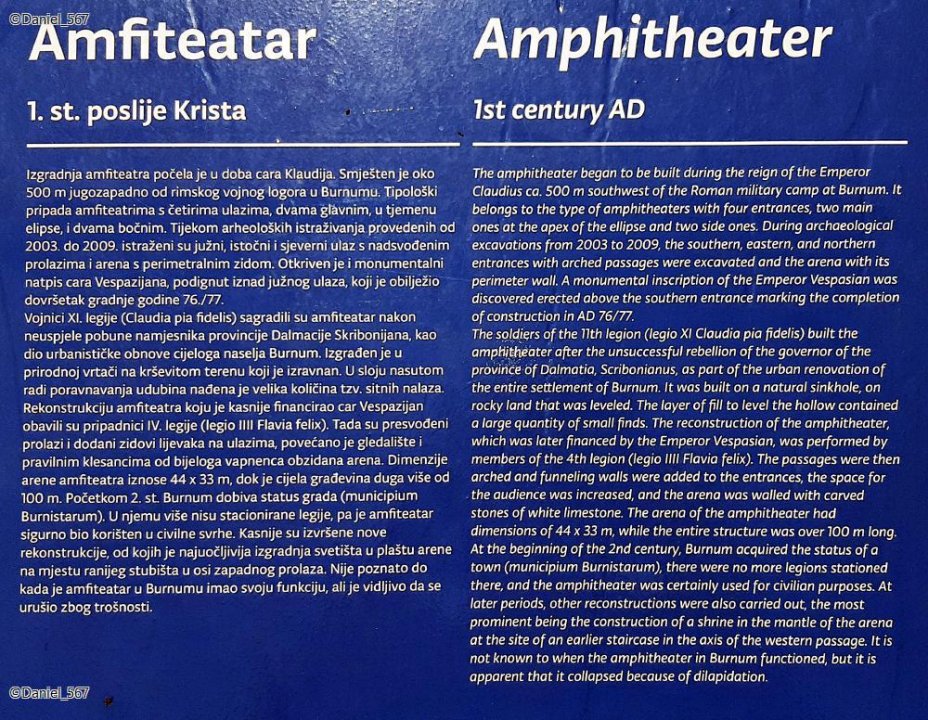 ©Daniel_567
Amfiteatar
1. st. poslije Krista
Izgradnja amfiteatra počela je u doba cara Klaudija. Smješten je oko
500 m jugozapadno od rimskog vojnog logora u Burnumu. Tipološki
pripada amfiteatrima s četirima ulazima, dvama glavnim, u tjemenu
elipse, i dvama bočnim. Tijekom arheoloških istraživanja provedenih od
2003. do 2009. istraženi su južni, istočni i sjeverni ulaz s nadsvođenim
prolazima i arena s perimetralnim zidom. Otkriven je i monumentalni
natpis cara Vespazijana, podignut iznad južnog ulaza, koji je obilježio
dovršetak gradnje godine 76./77.
Vojnici XI. legije (Claudia pia fidelis) sagradili su amfiteatar nakon
neuspjele pobune namjesnika provincije Dalmacije Skribonijana, kao
dio urbanističke obnove cijeloga naselja Burnum. Izgrađen je u
prirodnoj vrtači na krševitom terenu koji je izravnan. U sloju nasutom
radi poravnavanja udubina nađena je velika količina tzv. sitnih nalaza.
Rekonstrukciju amfiteatra koju je kasnije financirao car Vespazijan
obavili su pripadnici IV. legije (legio IIII Flavia felix). Tada su presvođeni
prolazi i dodani zidovi lijevaka na ulazima, povećano je gledalište i
pravilnim klesancima od bijeloga vapnenca obzidana arena. Dimenzije
arene amfiteatra iznose 44 x 33 m, dok je cijela građevina duga više od
100 m. Početkom 2. st. Burnum dobiva status grada (municipium
Burnistarum). U njemu više nisu stacionirane legije, pa je amfiteatar
sigurno bio korišten u civilne svrhe. Kasnije su izvršene nove
rekonstrukcije, od kojih je najuočljivija izgradnja svetišta u plaštu arene
na mjestu ranijeg stubišta u osi zapadnog prolaza. Nije poznato do
kada je amfiteatar u Burnumu imao svoju funkciju, ali je vidljivo da se
urušio zbog trošnosti.
Amphitheater
1st century AD
The amphitheater began to be built during the reign of the Emperor
Claudius ca. 500 m southwest of the Roman military camp at Burnum. It
belongs to the type of amphitheaters with four entrances, two main
ones at the apex of the ellipse and two side ones. During archaeological
excavations from 2003 to 2009, the southern, eastern, and northern
entrances with arched passages were excavated and the arena with its
perimeter wall. A monumental inscription of the Emperor Vespasian was
discovered erected above the southern entrance marking the completion
of construction in AD 76/77.
The soldiers of the 11th legion (legio XI Claudia pia fidelis) built the
amphitheater after the unsuccessful rebellion of the governor of the
province of Dalmatia, Scribonianus, as part of the urban renovation of
the entire settlement of Burnum. It was built on a natural sinkhole, on
rocky land that was leveled. The layer of fill to level the hollow contained
a large quantity of small finds. The reconstruction of the amphitheater,
which was later financed by the Emperor Vespasian, was performed by
members of the 4th legion (legio IIII Flavia felix). The passages were then
arched and funneling walls were added to the entrances, the space for
the audience was increased, and the arena was walled with carved
stones of white limestone. The arena of the amphitheater had
dimensions of 44 x 33 m, while the entire structure was over 100 m long.
At the beginning of the 2nd century, Burnum acquired the status of a
town (municipium Burnistarum), there were no more legions stationed
there, and the amphitheater was certainly used for civilian purposes. At
later periods, other reconstructions were also carried out, the most
prominent being the construction of a shrine in the mantle of the arena
at the site of an earlier staircase in the axis of the western passage. It is
not known to when the amphitheater in Burnum functioned, but it is
apparent that it collapsed because of dilapidation.
©Daniel_567